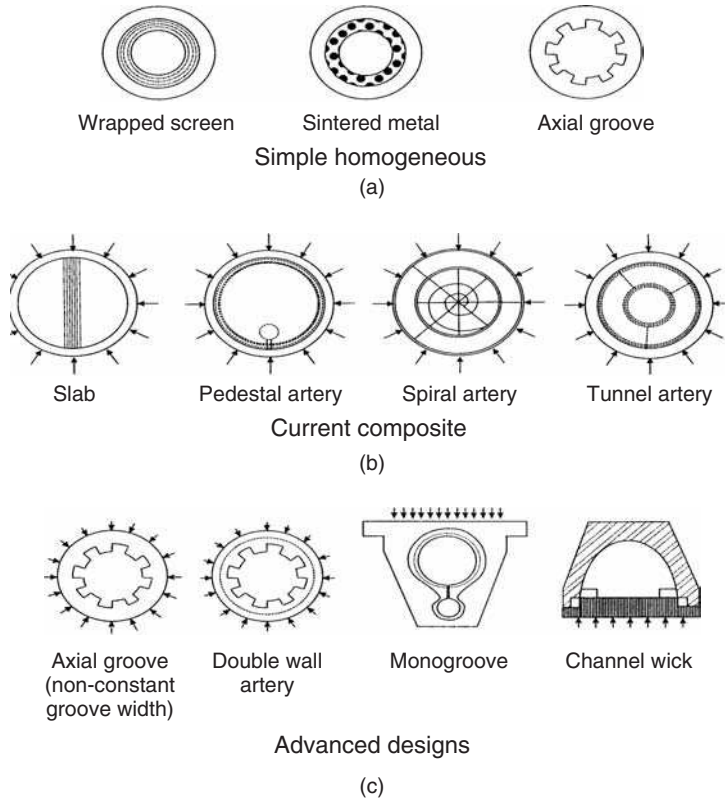 Wrapped screen Sintered metal Axial groove
Simple homogeneous
(a)
Slab Pedestal artery Spiral artery Tunnel artery
Current composite
(b)
Axial groove Double wall Monogroove Channel wick
(non-constant artery
groove width)
Advanced designs
(c)